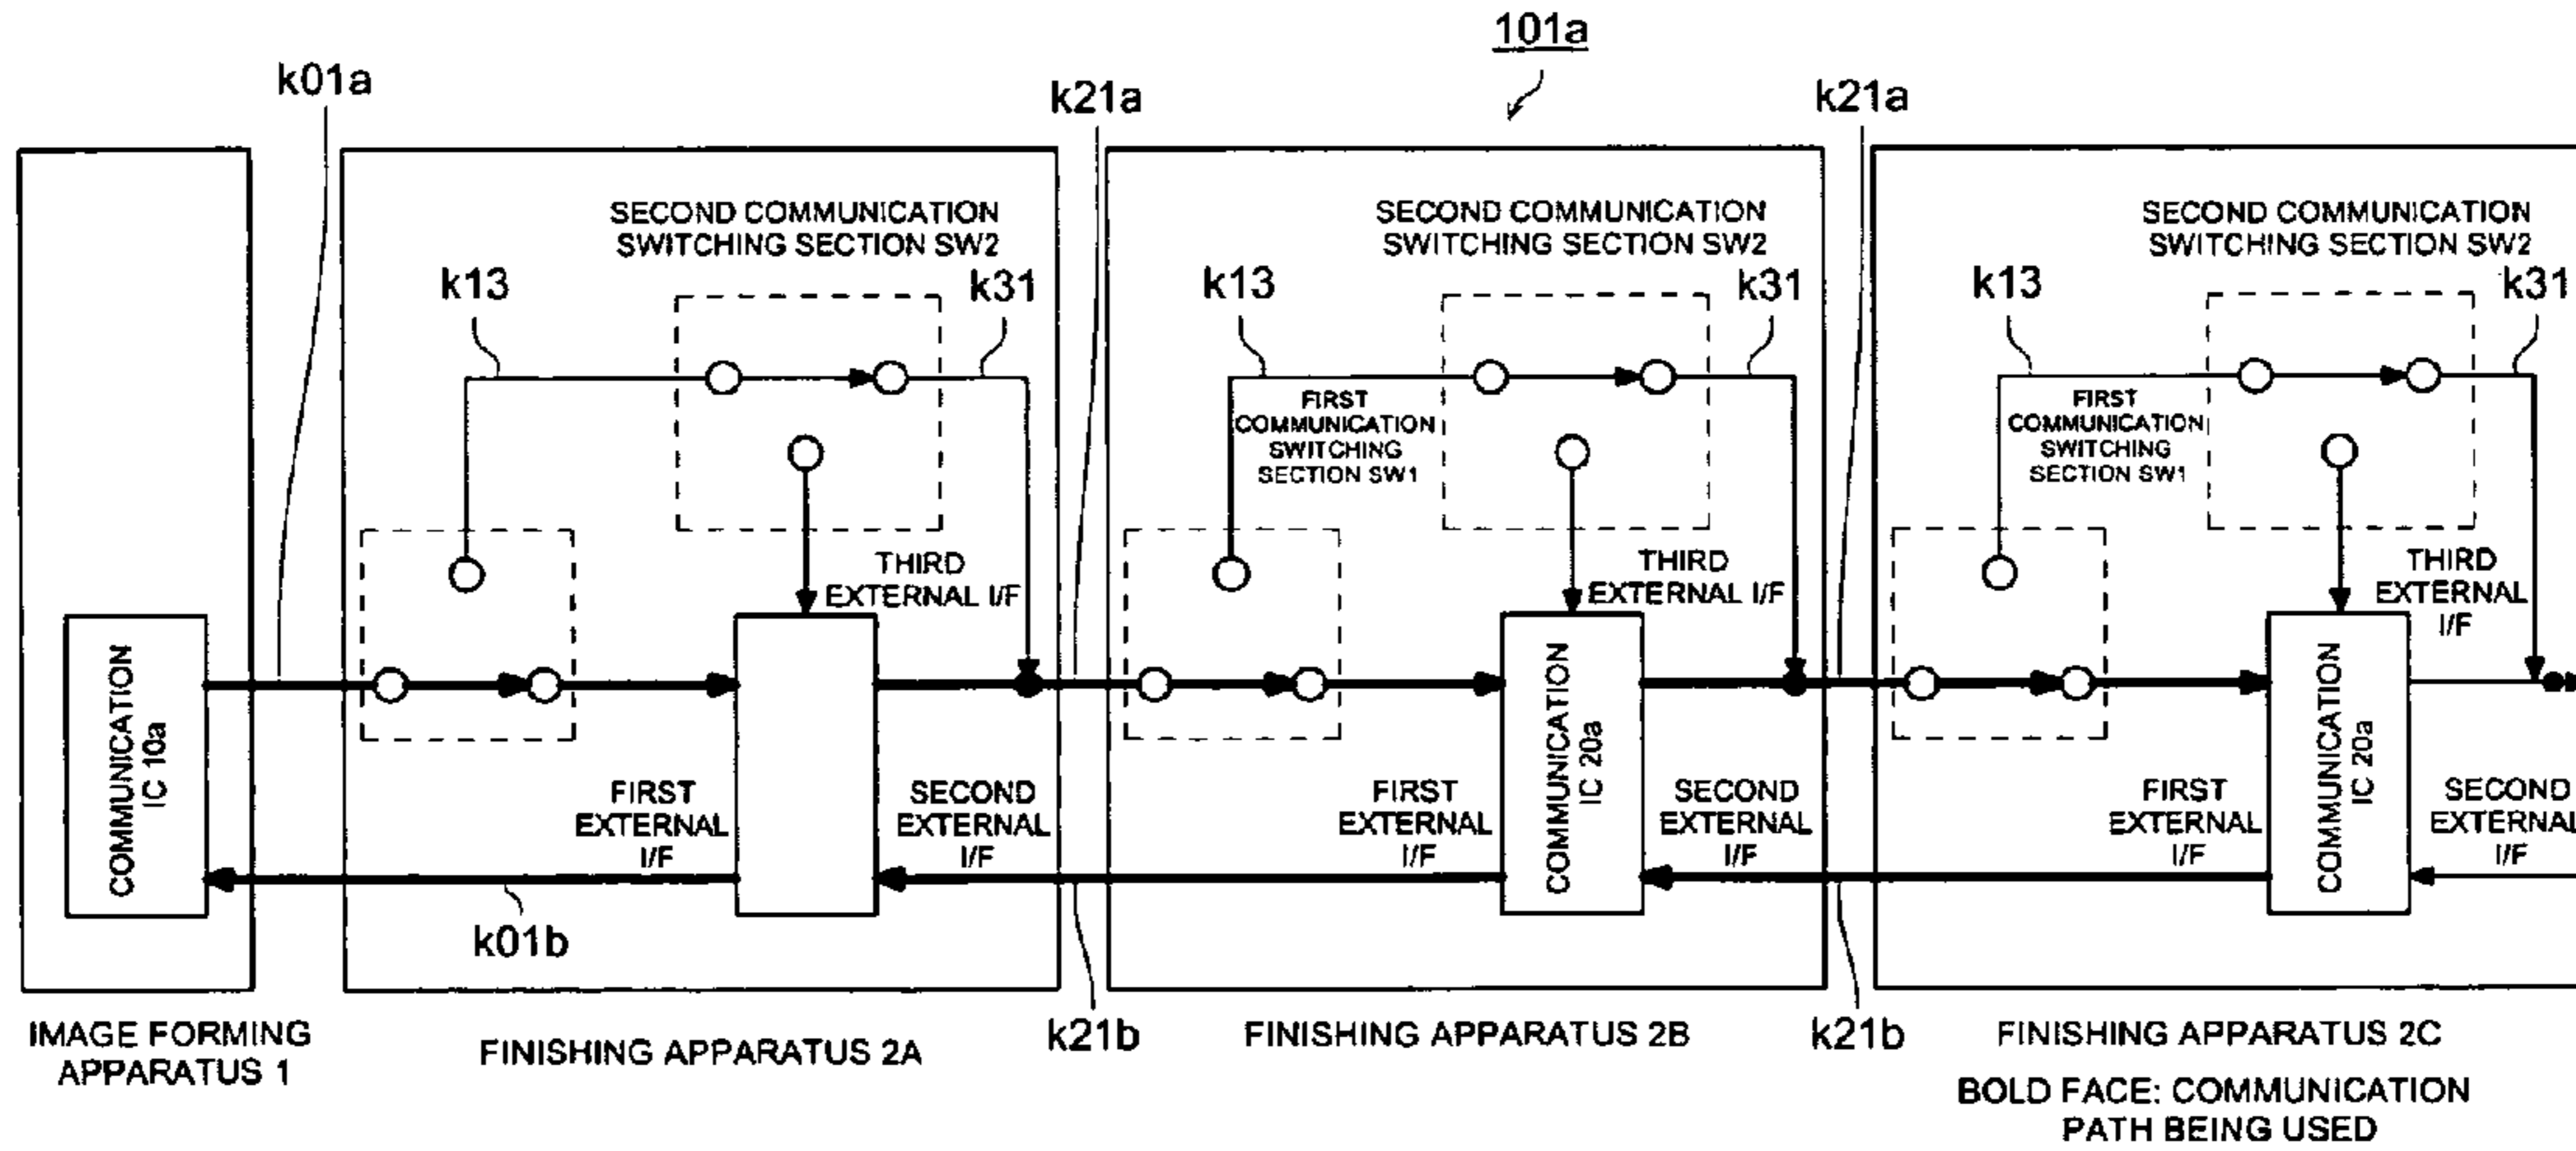 101a
k01a
k21a
k21a
SECOND COMMUNICATION
SWITCHING SECTION SW2
SECOND COMMUNICATION
SWITCHING SECTION SW2
SECOND COMMUNICATION
SWITCHING SECTION SW2
k13
k31
k13
k31
k13
k31
FIRST
COMMUNICATION
SWITCHING
SECTION SW1
FIRST
COMMUNICATION
SWITCHING
SECTION SW1
THIRD
EXTERNAL I/F
THIRD
EXTERNAL I/F
THIRD
EXTERNAL
I/F
COMMUNICATION
IC 10a
FIRST
EXTERNAL
I/F
SECOND
EXTERNAL
I/F
FIRST
EXTERNAL
I/F
COMMUNICATION
IC 20a
SECOND
EXTERNAL
I/F
FIRST
EXTERNAL
I/F
COMMUNICATION
IC 20a
SECOND
EXTERNAL
I/F
k01b
k21b
k21b
IMAGE FORMING
APPARATUS 1
FINISHING APPARATUS 2A
FINISHING APPARATUS 2B
FINISHING APPARATUS 2C
BOLD FACE: COMMUNICATION
PATH BEING USED